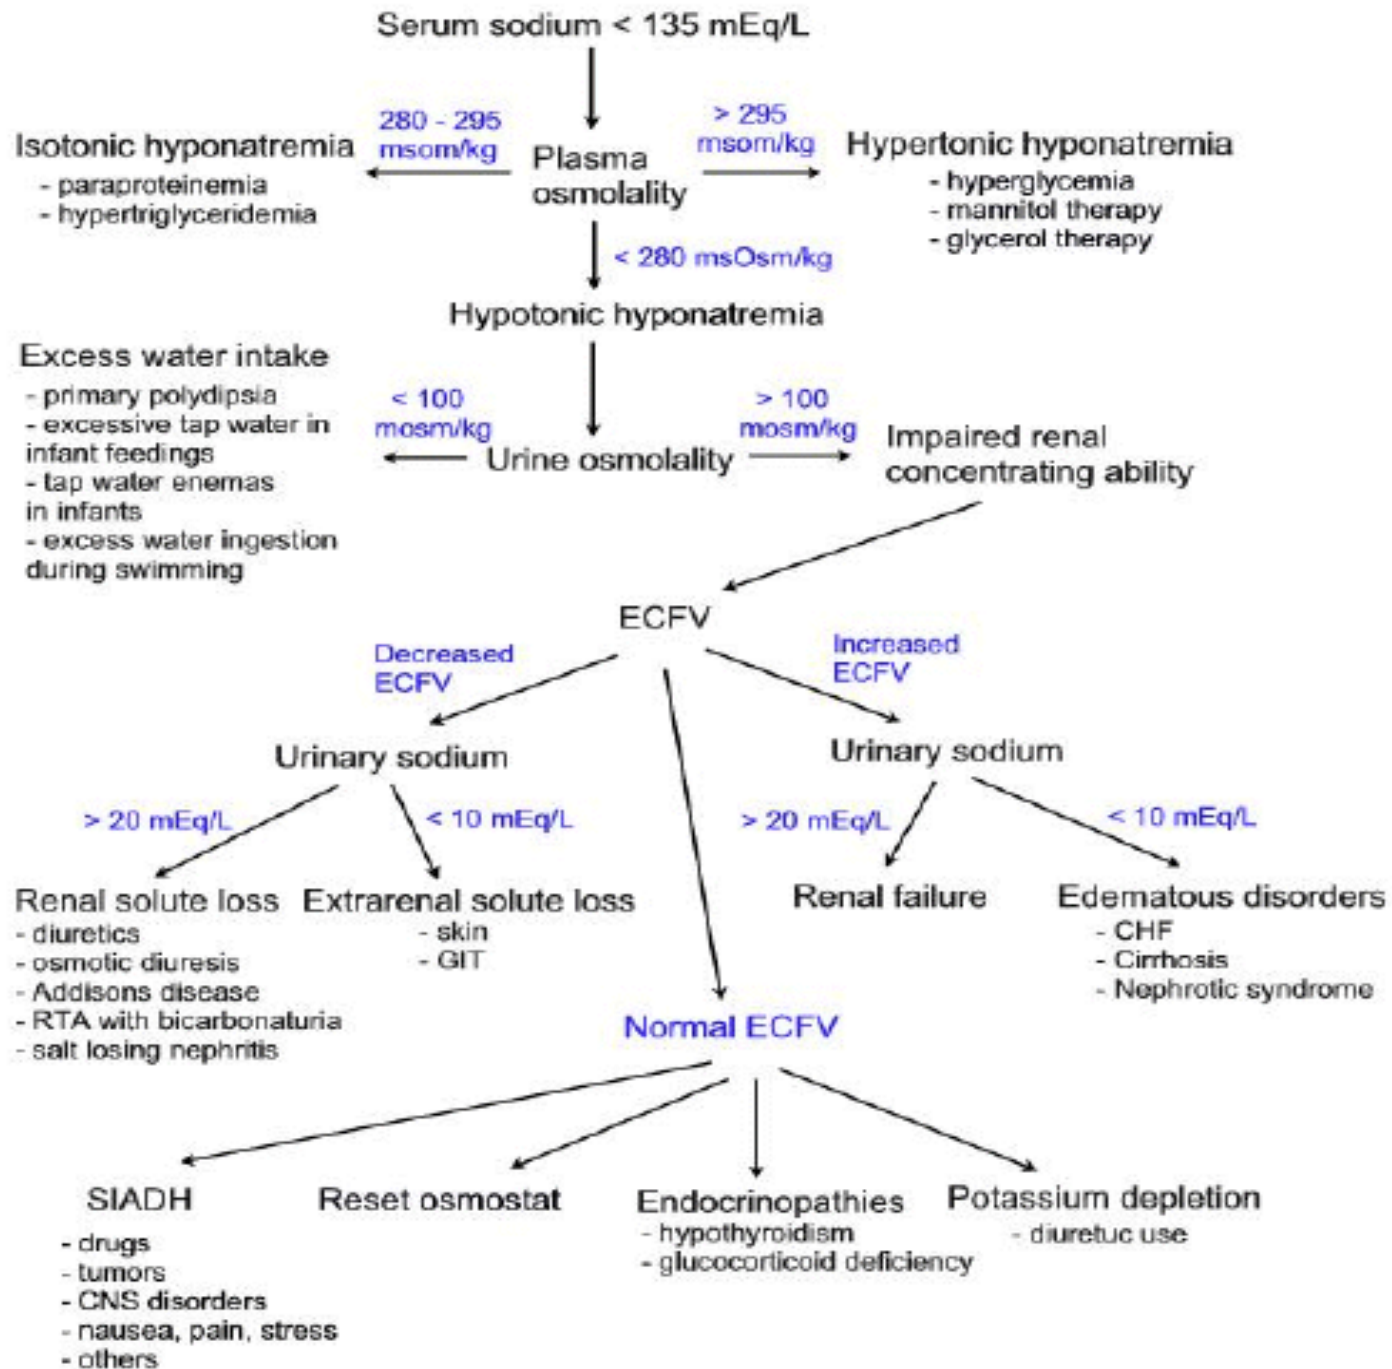 Serum sodium < 135 mEq/L
280 - 295
msom/kg
> 295
msom/kg
Isotonic hyponatremia
- paraproteinemia
- hypertriglyceridemia
Plasma
osmolality
Hypertonic hyponatremia
- hyperglycemia
- mannitol therapy
- glycerol therapy
< 280 msOsm/kg
Hypotonic hyponatremia
Excess water intake
- primary polydipsia
- excessive tap water in
infant feedings
- tap water enemas
in infants
- excess water ingestion
during swimming
< 100
mosm/kg
Urine osmolality
> 100
mosm/kg
Impaired renal
concentrating ability
ECFV
Decreased
ECFV
Increased
ECFV
Urinary sodium
Urinary sodium
> 20 mEq/L
< 10 mEq/L
> 20 mEq/L
< 10 mEq/L
Renal solute loss
- diuretics
- osmotic diuresis
- Addisons disease
- RTA with bicarbonaturia
- salt losing nephritis
Extrarenal solute loss
- skin
- GIT
Renal failure
Edematous disorders
- CHF
- Cirrhosis
- Nephrotic syndrome
Normal ECFV
SIADH
- drugs
- tumors
- CNS disorders
- nausea, pain, stress
- others
Reset osmostat
Endocrinopathies
- hypothyroidism
- glucocorticoid deficiency
Potassium depletion
- diuretuc use